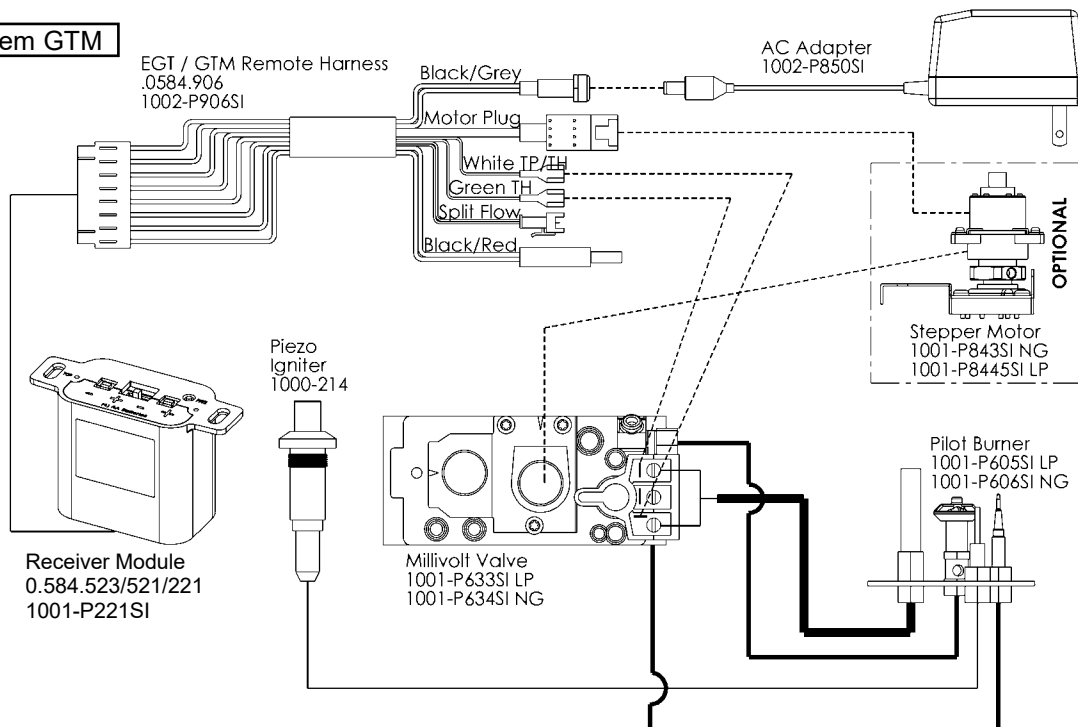 em GTM
EGT / GTM Remote Harness
.0584.906
1002-P906SI
Black/Grey
Motor Plug
White TP/TH
Green TH
Split Flow
Black/Red
AC Adapter
1002-P850SI
OPTIONAL
Stepper Motor
1001-P843SI NG
1001-P8445SI LP
Piezo
Igniter
1000-214
Receiver Module
0.584.523/521/221
1001-P221SI
Millivolt Valve
1001-P633SI LP
1001-P634SI NG
Pilot Burner
1001-P605SI LP
1001-P606SI NG